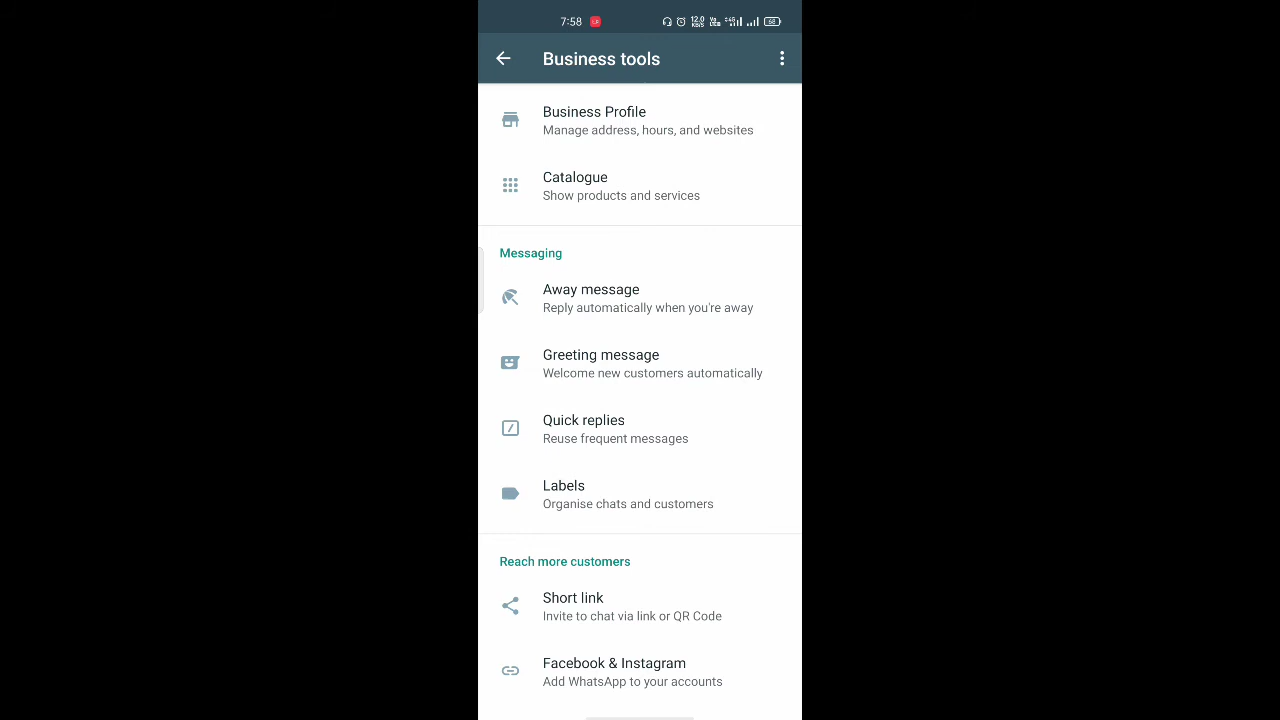 7:58
Business tools
Business Profile
Manage address, hours, and websites
Catalogue
Show products and services
Messaging
Away message
Reply automatically when you're away
Greeting message
Welcome new customers automatically
Quick replies
Reuse frequent messages
Labels
Organise chats and customers
Reach more customers
Short link
Invite to chat via link or QR Code
Facebook & Instagram
Add WhatsApp to your accounts